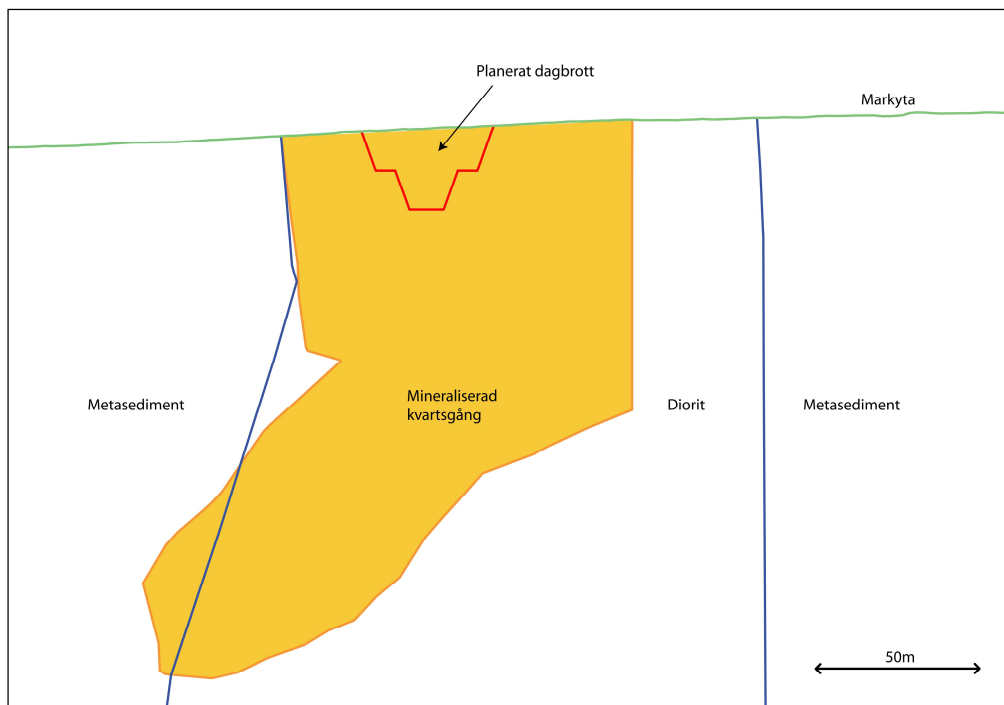 Planerat dagbrott
Markyta
Metasediment
Mineraliserad
kvartsgång
Diorit
Metasediment
50m